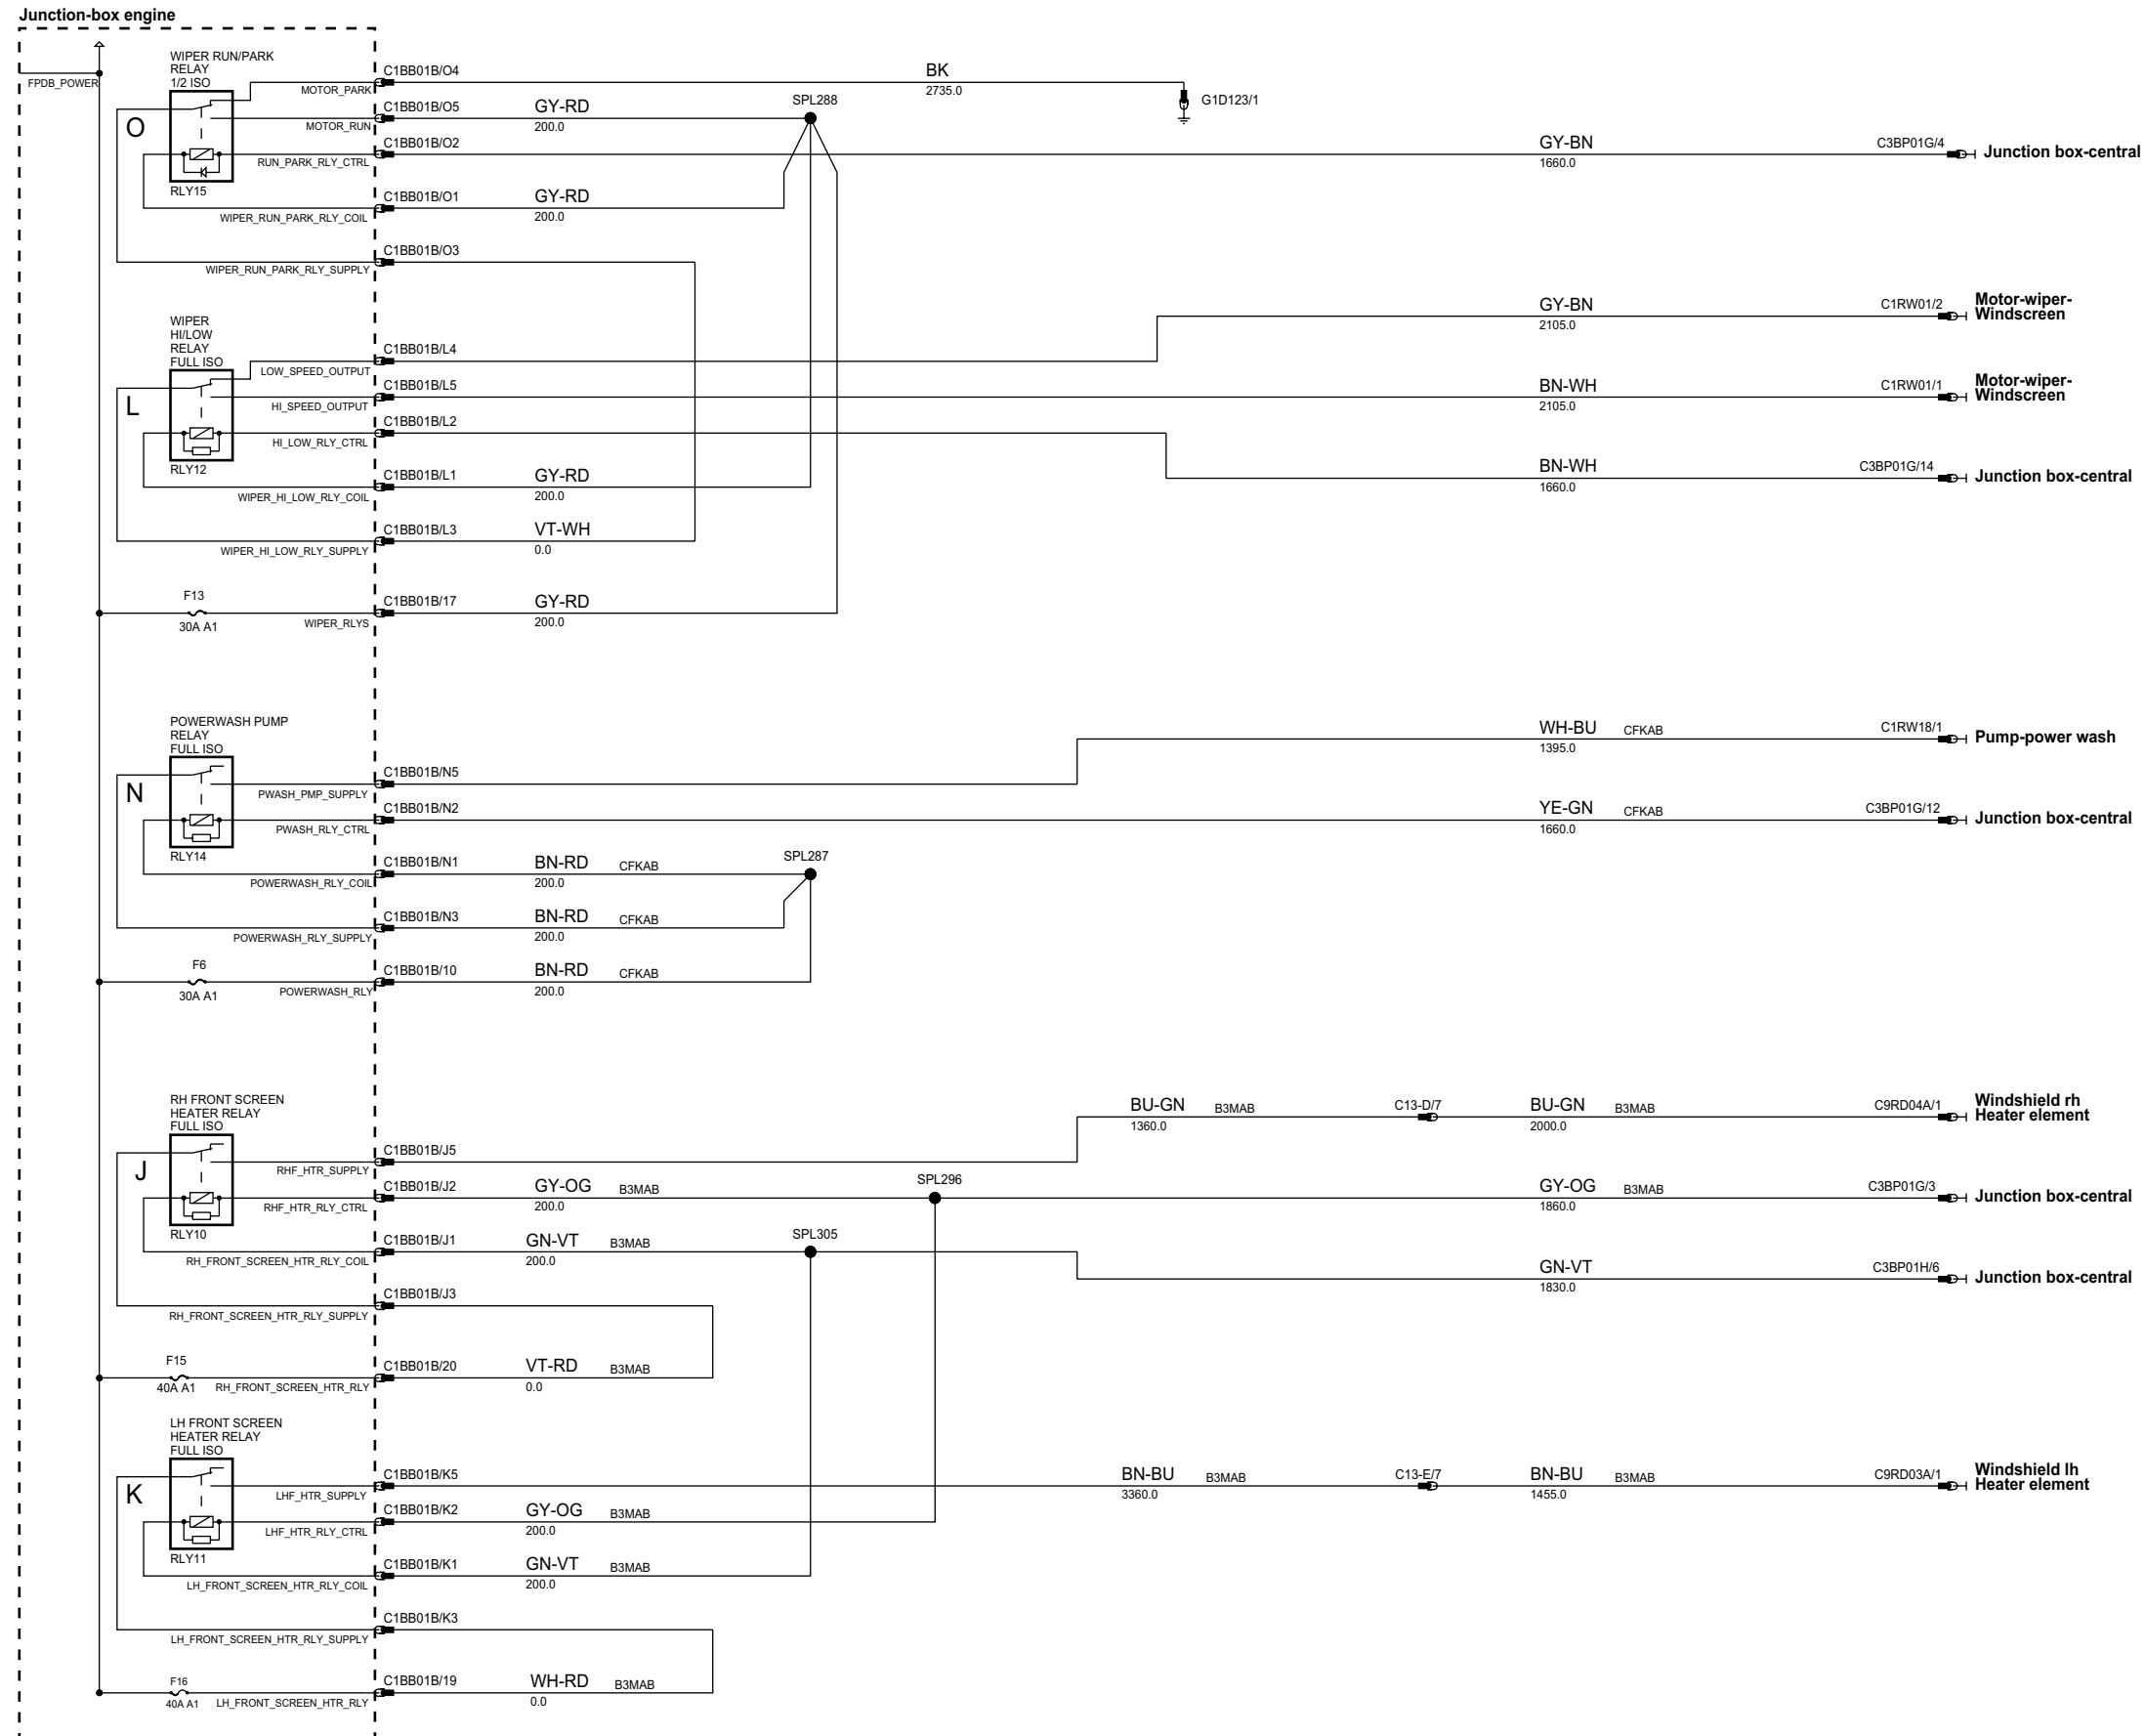 Junction-box engine
FPDB_POWER
WIPER RUN/PARK
RELAY
1/2 ISO
O
RLY15
MOTOR_PARK
C1BB01B/O4
BK
2735.0
G1D123/1
MOTOR_RUN
C1BB01B/O5
GY-RD
200.0
SPL288
RUN_PARK_RLY_CTRL
C1BB01B/O2
GY-BN
1660.0
C3BP01G/4
Junction box-central
WIPER_RUN_PARK_RLY_COIL
C1BB01B/O1
GY-RD
200.0
WIPER_RUN_PARK_RLY_SUPPLY
C1BB01B/O3
WIPER
HI/LOW
RELAY
FULL ISO
L
RLY12
LOW_SPEED_OUTPUT
C1BB01B/L4
GY-BN
2105.0
C1RW01/2
Motor-wiper-
Windscreen
HI_SPEED_OUTPUT
C1BB01B/L5
BN-WH
2105.0
C1RW01/1
Motor-wiper-
Windscreen
HI_LOW_RLY_CTRL
C1BB01B/L2
BN-WH
1660.0
C3BP01G/14
Junction box-central
WIPER_HI_LOW_RLY_COIL
C1BB01B/L1
GY-RD
200.0
WIPER_HI_LOW_RLY_SUPPLY
C1BB01B/L3
VT-WH
0.0
F13
30A A1
WIPER_RLYS
C1BB01B/17
GY-RD
200.0
POWERWASH PUMP
RELAY
FULL ISO
N
RLY14
PWASH_PMP_SUPPLY
C1BB01B/N5
WH-BU
CFKAB
1395.0
C1RW18/1
Pump-power wash
PWASH_RLY_CTRL
C1BB01B/N2
YE-GN
CFKAB
1660.0
C3BP01G/12
Junction box-central
POWERWASH_RLY_COIL
C1BB01B/N1
BN-RD
CFKAB
200.0
SPL287
POWERWASH_RLY_SUPPLY
C1BB01B/N3
BN-RD
CFKAB
200.0
F6
30A A1
POWERWASH_RLY
C1BB01B/10
BN-RD
CFKAB
200.0
RH FRONT SCREEN
HEATER RELAY
FULL ISO
J
RLY10
RHF_HTR_SUPPLY
C1BB01B/J5
BU-GN
B3MAB
1360.0
C13-D/7
BU-GN
B3MAB
2000.0
C9RD04A/1
Windshield rh
Heater element
RHF_HTR_RLY_CTRL
C1BB01B/J2
GY-OG
B3MAB
200.0
SPL296
GY-OG
B3MAB
1860.0
C3BP01G/3
Junction box-central
RH_FRONT_SCREEN_HTR_RLY_COIL
C1BB01B/J1
GN-VT
B3MAB
200.0
SPL305
GN-VT
1830.0
C3BP01H/6
Junction box-central
RH_FRONT_SCREEN_HTR_RLY_SUPPLY
C1BB01B/J3
F15
40A A1
RH_FRONT_SCREEN_HTR_RLY
C1BB01B/20
VT-RD
B3MAB
0.0
LH FRONT SCREEN
HEATER RELAY
FULL ISO
K
RLY11
LHF_HTR_SUPPLY
C1BB01B/K5
BN-BU
B3MAB
3360.0
C13-E/7
BN-BU
B3MAB
1455.0
C9RD03A/1
Windshield lh
Heater element
LHF_HTR_RLY_CTRL
C1BB01B/K2
GY-OG
B3MAB
200.0
LH_FRONT_SCREEN_HTR_RLY_COIL
C1BB01B/K1
GN-VT
B3MAB
200.0
LH_FRONT_SCREEN_HTR_RLY_SUPPLY
C1BB01B/K3
F16
40A A1
LH_FRONT_SCREEN_HTR_RLY
C1BB01B/19
WH-RD
B3MAB
0.0